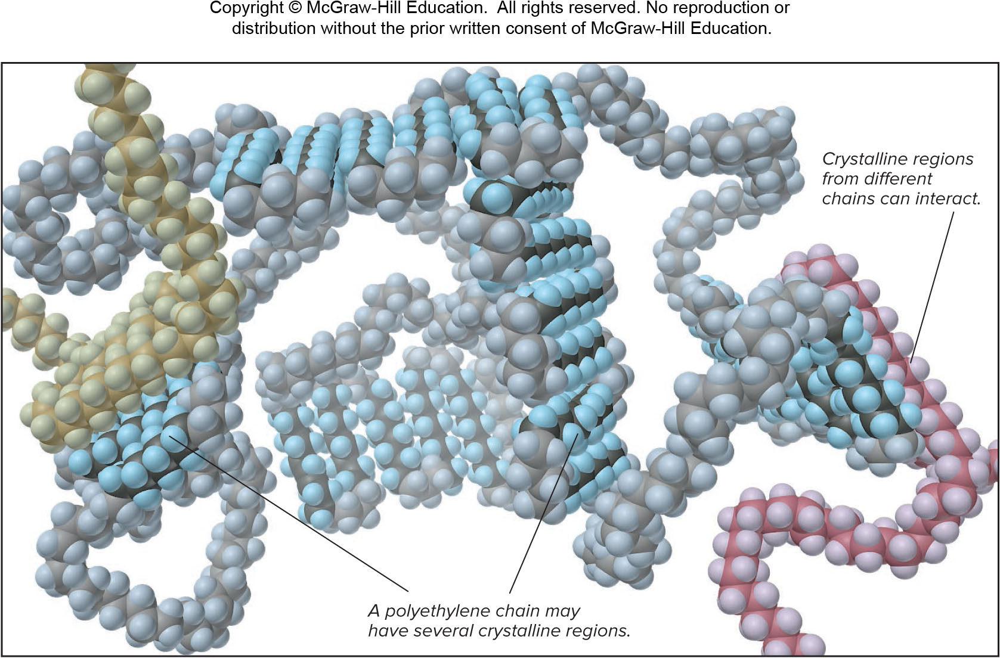 Copyright © McGraw-Hill Education.  All rights reserved. No reproduction or
distribution without the prior written consent of McGraw-Hill Education.
Crystalline regions
from different
chains can interact.
A polyethylene chain may
have several crystalline regions.